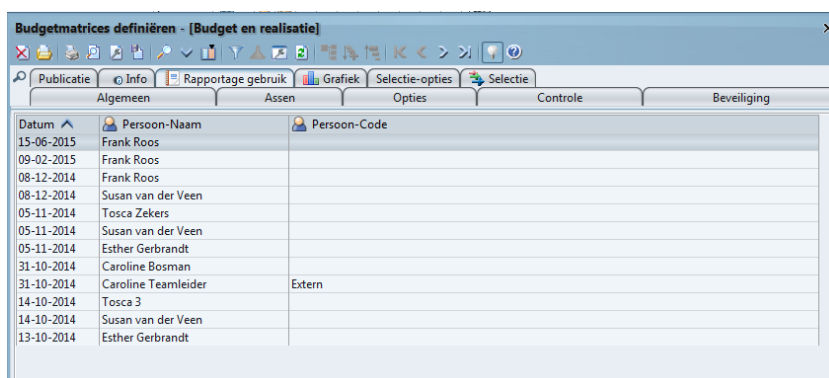 Budgetmatrices definiëren - [Budget en realisatie]
Publicatie Info Rapportage gebruik Grafiek Selectie-opties Selectie
Algemeen Assen Opties Controle Beveiliging
Datum Persoon-Naam Persoon-Code
15-06-2015 Frank Roos
09-02-2015 Frank Roos
08-12-2014 Frank Roos
08-12-2014 Susan van der Veen
05-11-2014 Tosca Zekers
05-11-2014 Susan van der Veen
05-11-2014 Esther Gerbrandt
31-10-2014 Caroline Bosman
31-10-2014 Caroline Teamleider Extern
14-10-2014 Tosca 3
14-10-2014 Susan van der Veen
13-10-2014 Esther Gerbrandt